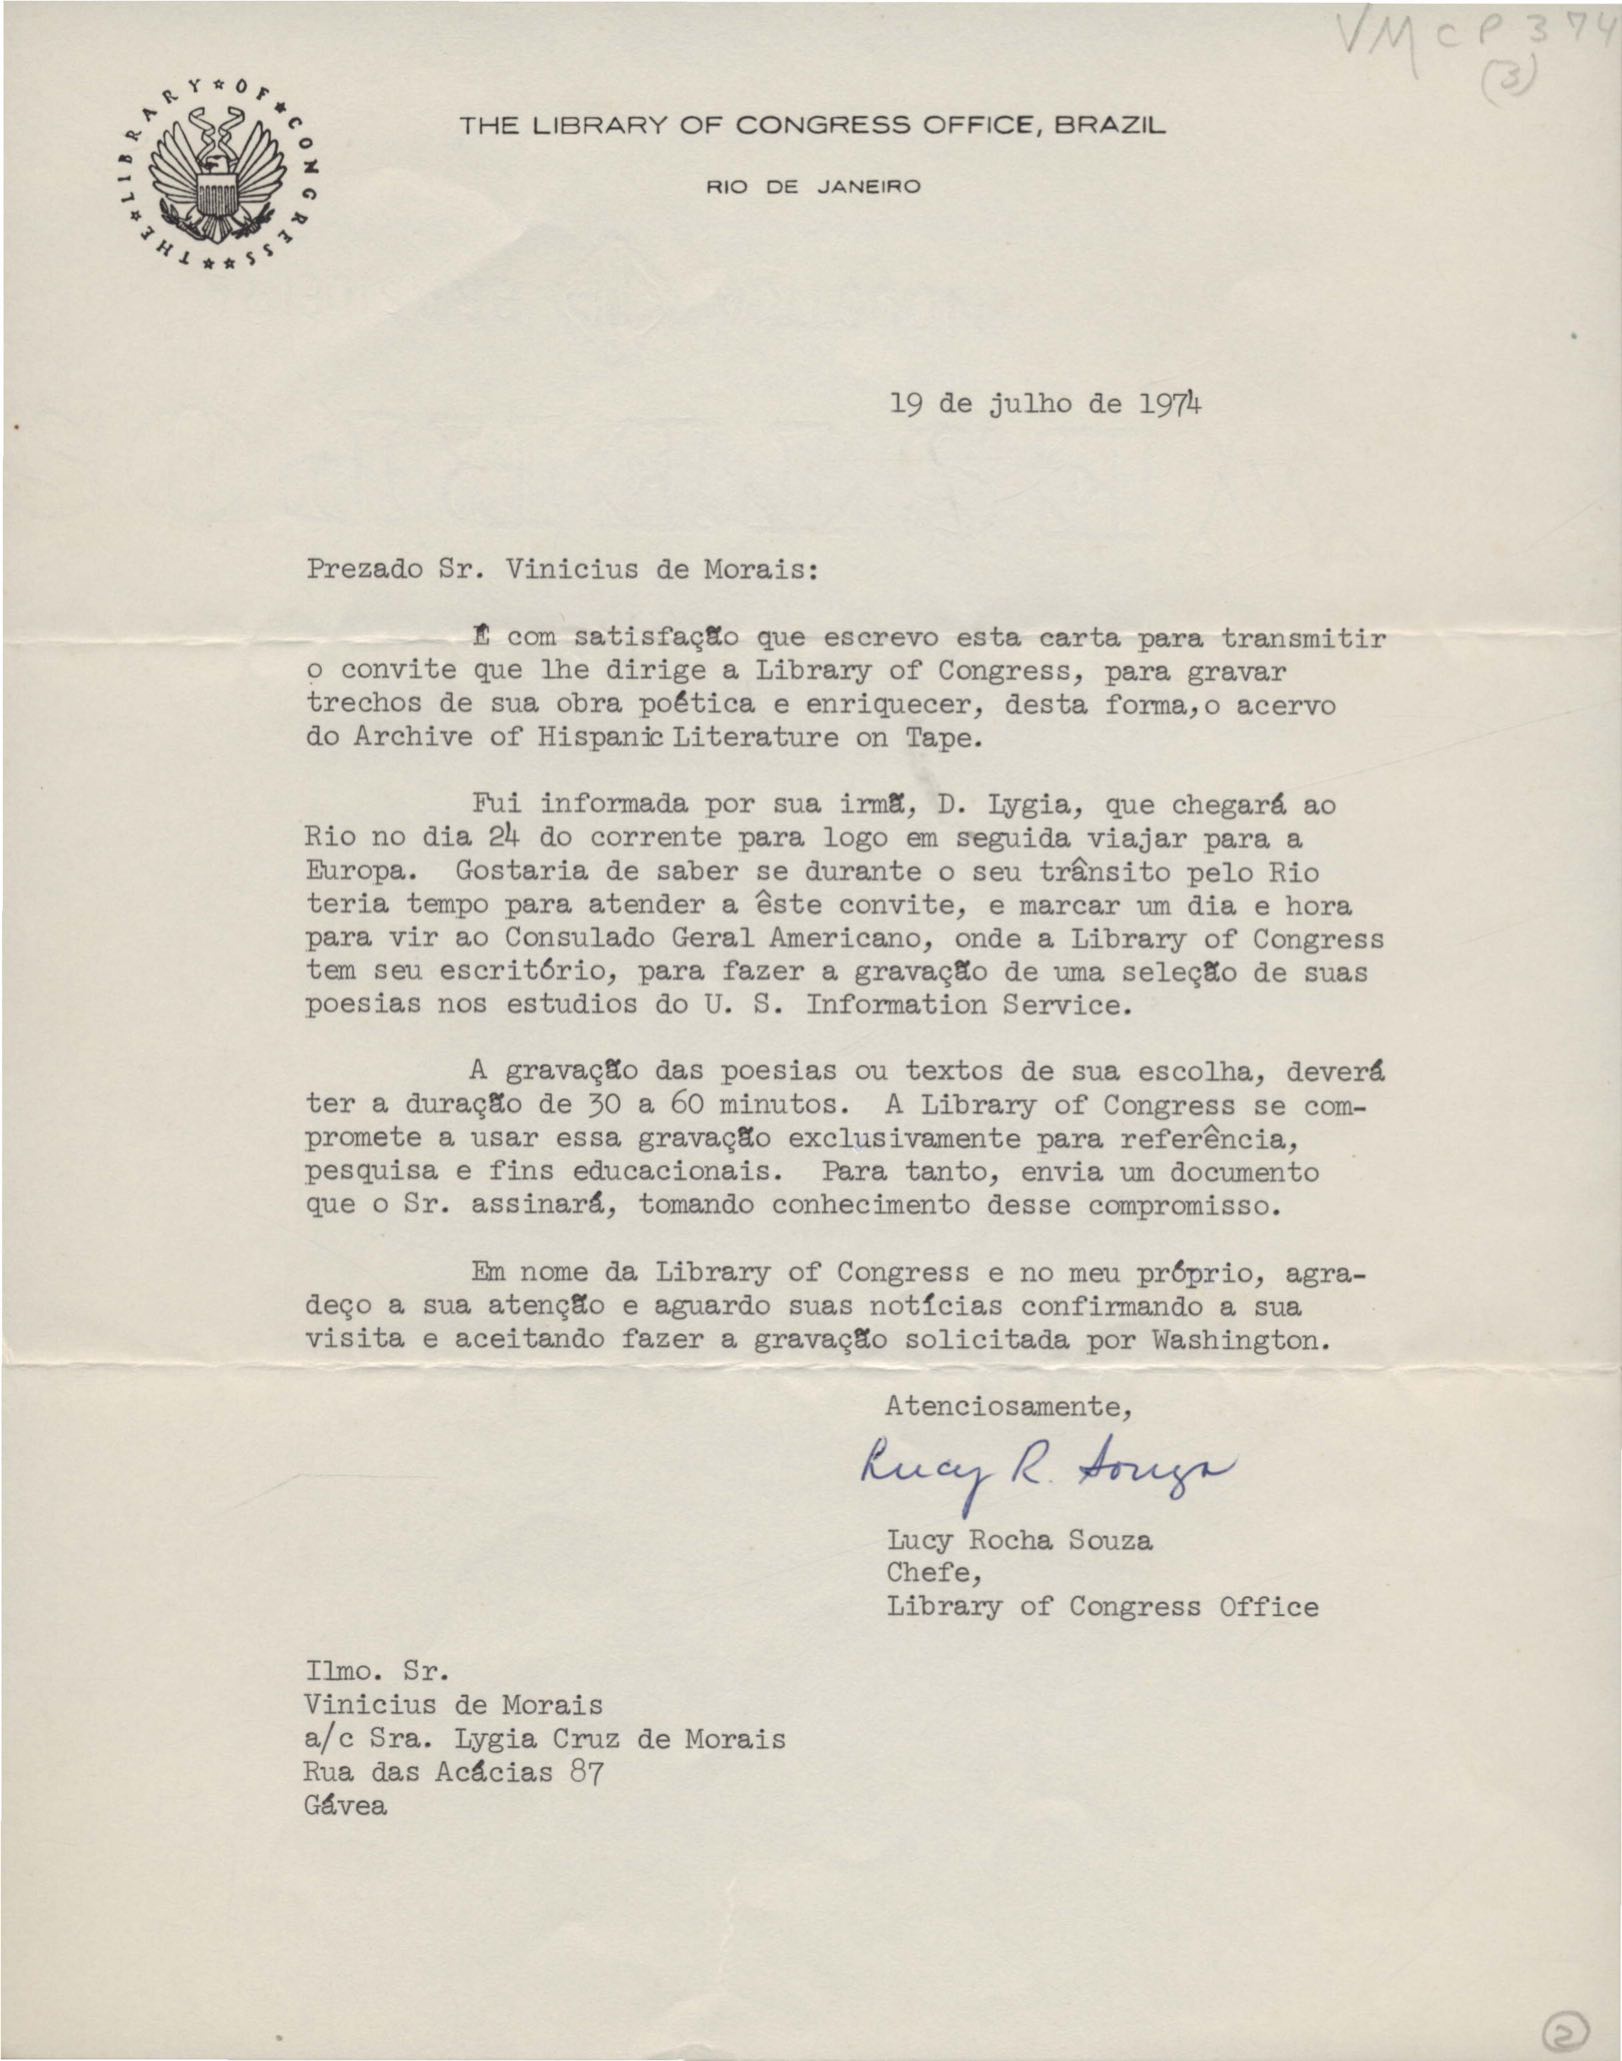 VMCP374
(3)
THE★LIBRARY★OF★CONGRESS★★
THE LIBRARY OF CONGRESS OFFICE, BRAZIL
RIO DE JANEIRO
19 de julho de 1974
Prezado Sr. Vinicius de Morais:
É com satisfação que escrevo esta carta para transmitir
o convite que lhe dirige a Library of Congress, para gravar
trechos de sua obra poética e enriquecer, desta forma,o acervo
do Archive of Hispanic Literature on Tape.
Fui informada por sua irmã, D. Lygia, que chegará ao
Rio no dia 24 do corrente para logo em seguida viajar para a
Europa. Gostaria de saber se durante o seu trânsito pelo Rio
teria tempo para atender a êste convite, e marcar um dia e hora
para vir ao Consulado Geral Americano, onde a Library of Congress
tem seu escritório, para fazer a gravação de uma seleção de suas
poesias nos estudios do U. S. Information Service.
A gravação das poesias ou textos de sua escolha, deverá
ter a duração de 30 a 60 minutos. A Library of Congress se com-
promete a usar essa gravação exclusivamente para referência,
pesquisa e fins educacionais. Para tanto, envia um documento
que o Sr. assinará, tomando conhecimento desse compromisso.
Em nome da Library of Congress e no meu próprio, agra-
deço a sua atenção e aguardo suas notícias confirmando a sua
visita e aceitando fazer a gravação solicitada por Washington.
Atenciosamente,
Lucy R. Souza
Lucy Rocha Souza
Chefe,
Library of Congress Office
Ilmo. Sr.
Vinicius de Morais
a/c Sra. Lygia Cruz de Morais
Rua das Acácias 87
Gávea
2